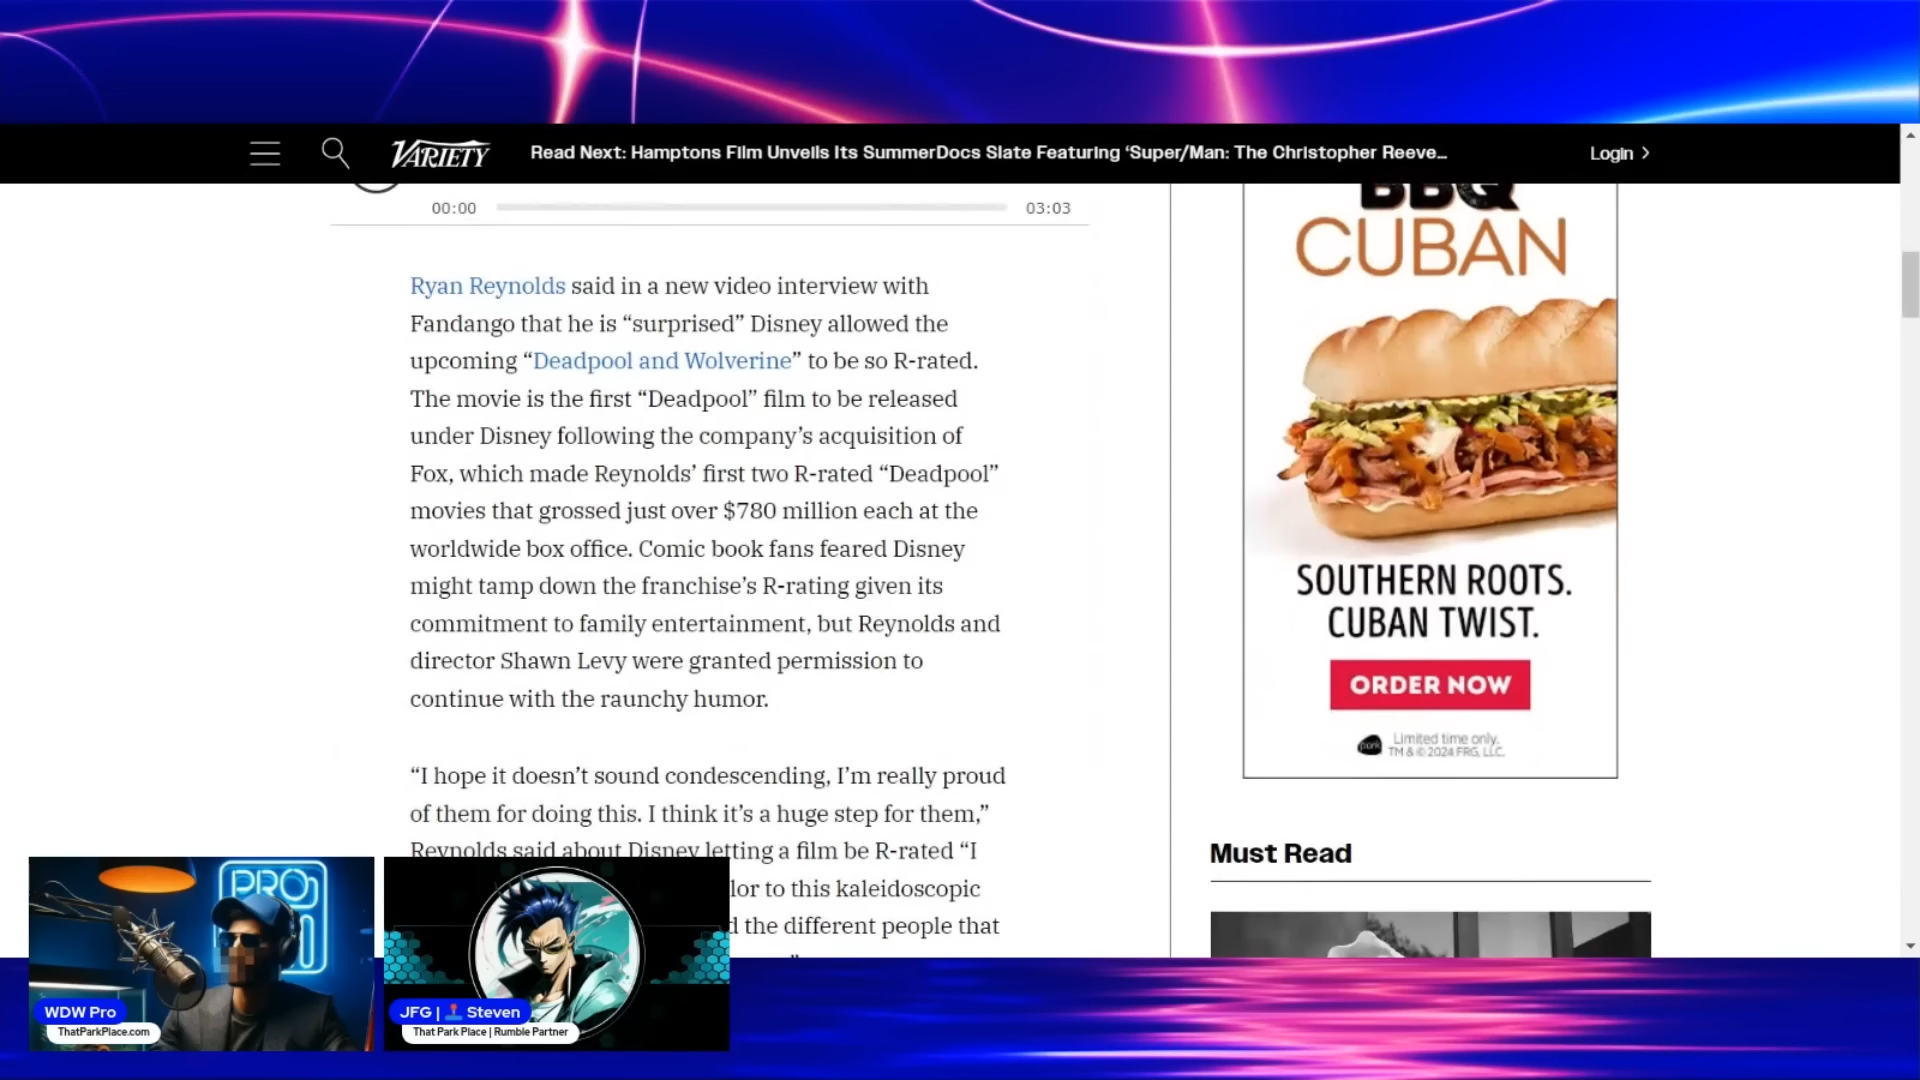 VARIETY
Read Next: Hamptons Film Unveils Its SummerDocs Slate Featuring ‘Super/Man: The Christopher Reeve...
Login
00:00
03:03
Ryan Reynolds said in a new video interview with
Fandango that he is “surprised” Disney allowed the
upcoming “Deadpool and Wolverine” to be so R-rated.
The movie is the first “Deadpool” film to be released
under Disney following the company’s acquisition of
Fox, which made Reynolds’ first two R-rated “Deadpool”
movies that grossed just over $780 million each at the
worldwide box office. Comic book fans feared Disney
might tamp down the franchise’s R-rating given its
commitment to family entertainment, but Reynolds and
director Shawn Levy were granted permission to
continue with the raunchy humor.
“I hope it doesn’t sound condescending, I’m really proud
of them for doing this. I think it’s a huge step for them,”
Reynolds said about Disney letting a film be R-rated “I
lor to this kaleidoscopic
d the different people that
BBQ
CUBAN
SOUTHERN ROOTS.
CUBAN TWIST.
ORDER NOW
Limited time only.
TM & © 2024 FRG, LLC.
Must Read
PRO
WDW Pro
ThatParkPlace.com
JFG | Steven
That Park Place | Rumble Partner